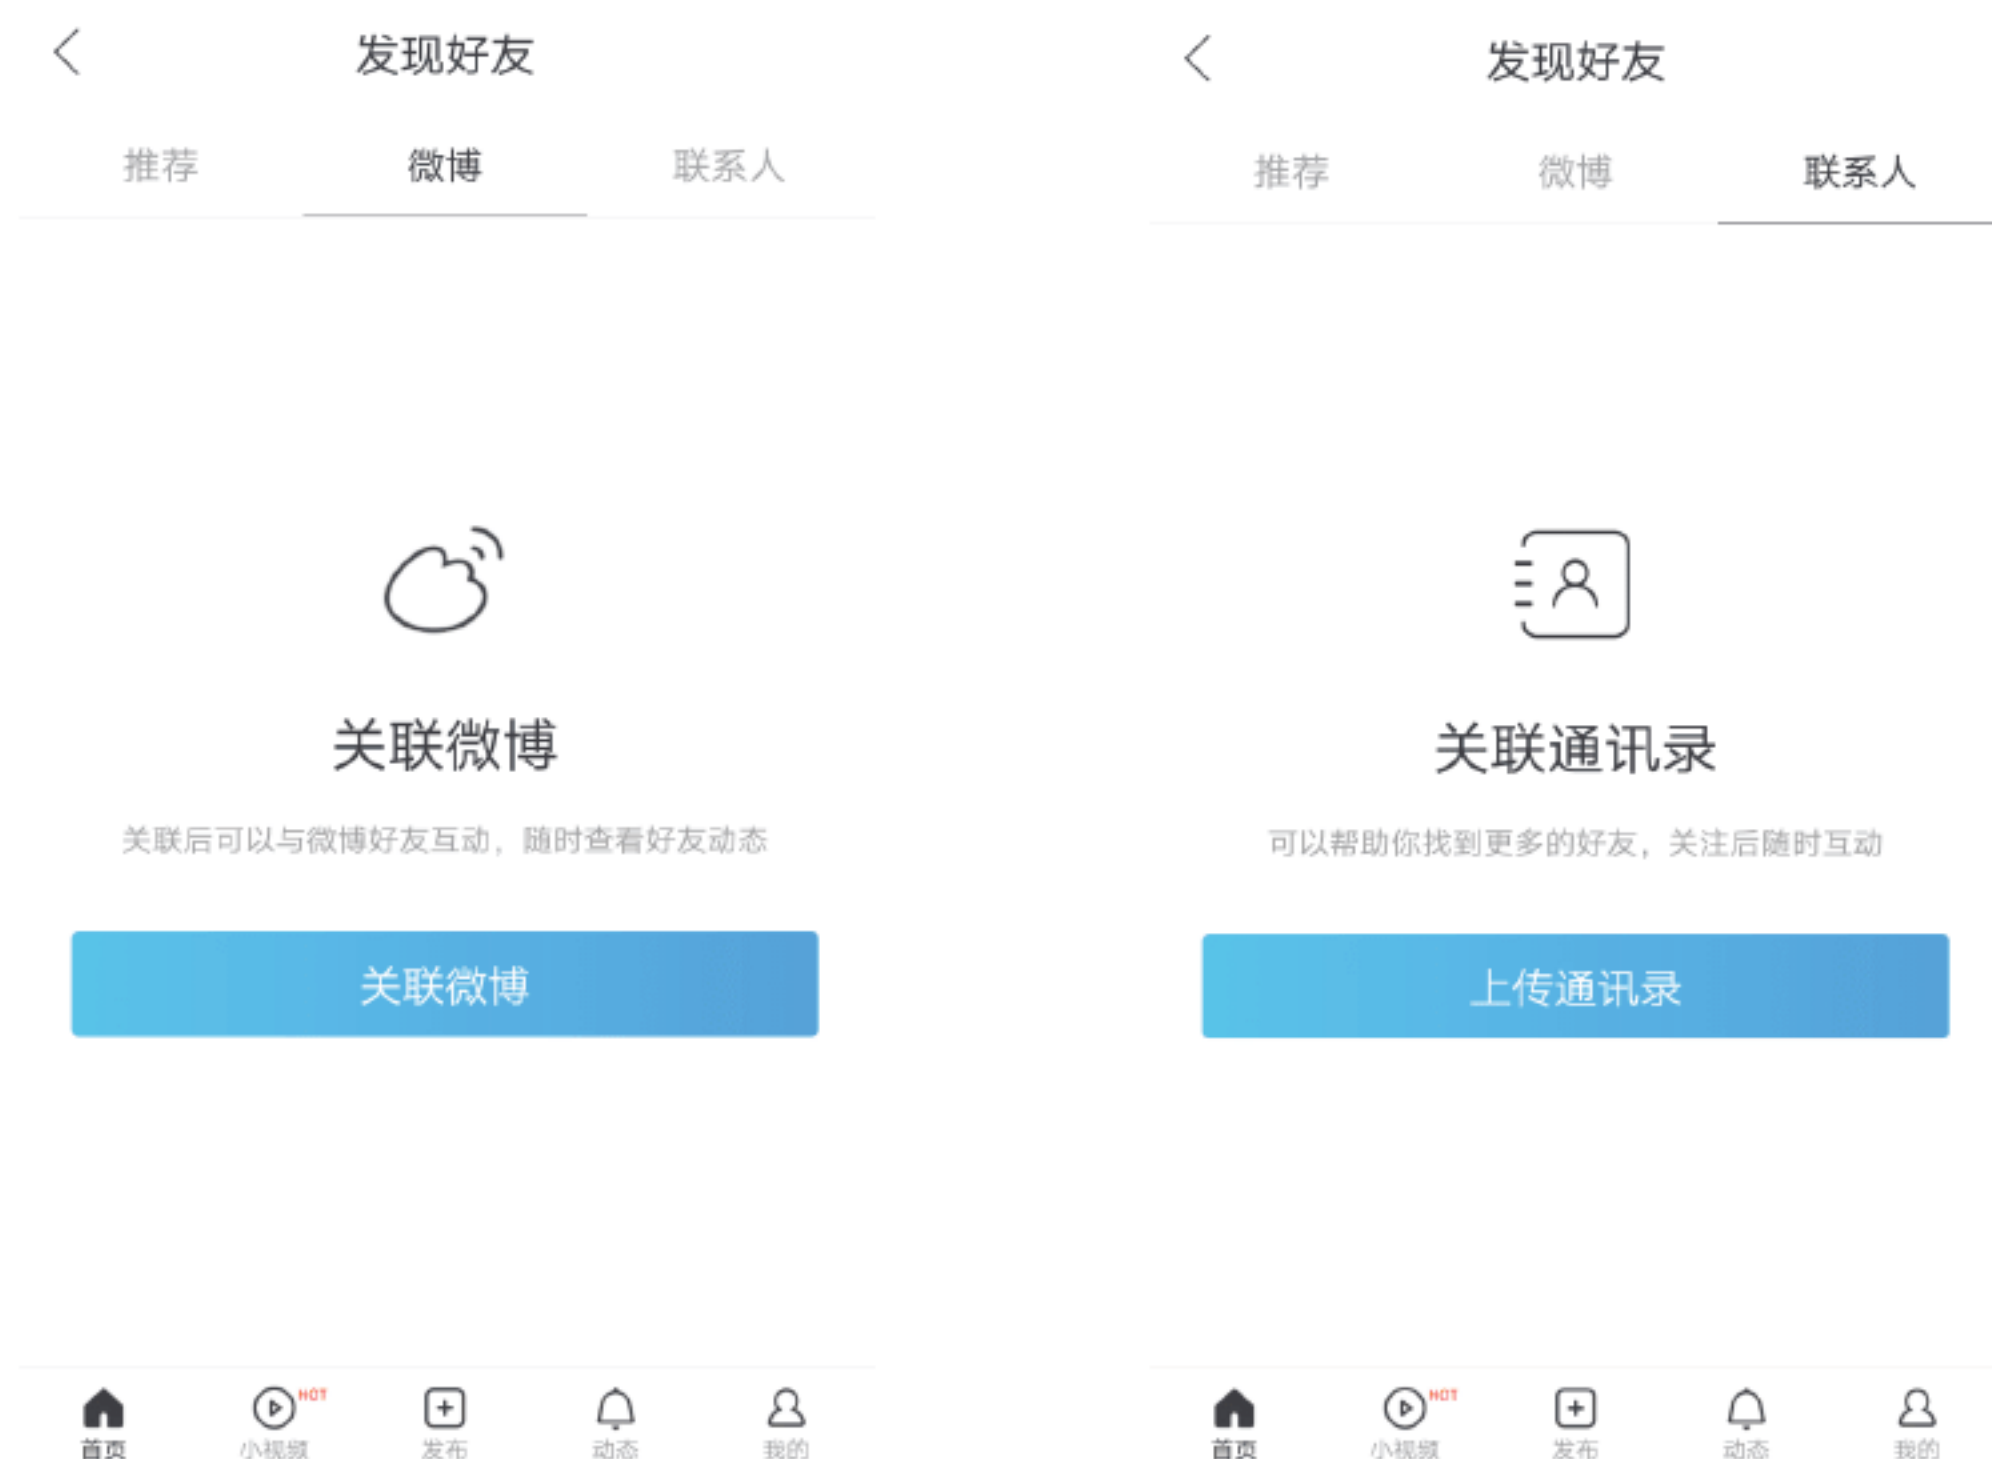 发现好友
推荐 微博 联系人
关联微博
关联后可以与微博好友互动，随时查看好友动态
关联微博
首页 小视频 HOT 发布 动态 我的
发现好友
推荐 微博 联系人
关联通讯录
可以帮助你找到更多的好友，关注后随时互动
上传通讯录
首页 小视频 HOT 发布 动态 我的